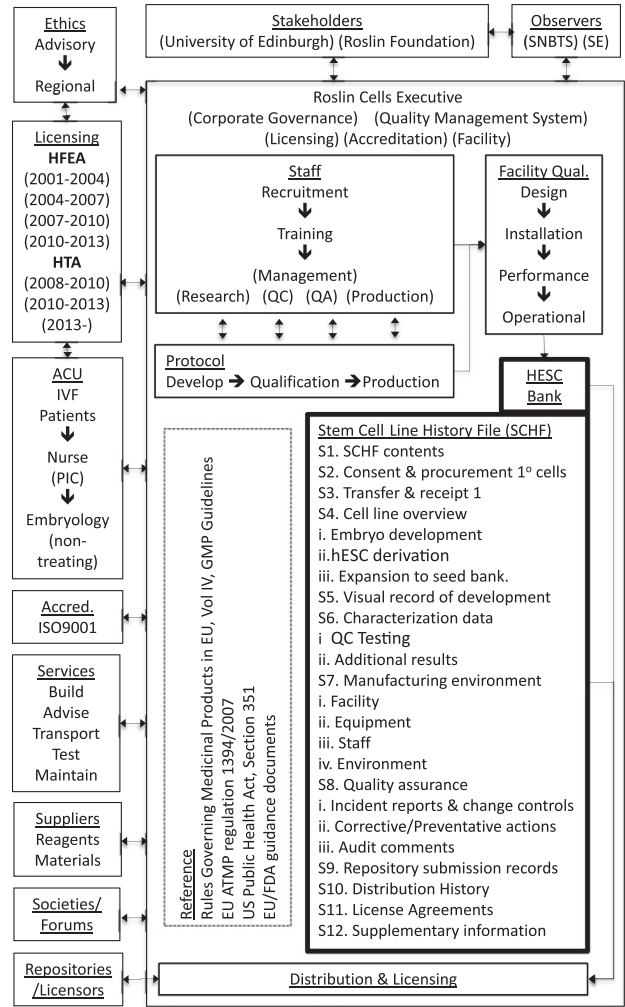 Ethics
Advisory
Regional
Stakeholders
(University of Edinburgh) (Roslin Foundation)
Observers
(SNBTS) (SE)
Licensing
HFEA
(2001-2004)
(2004-2007)
(2007-2010)
(2010-2013)
HTA
(2008-2010)
(2010-2013)
(2013-)
ACU
IVF
Patients
Nurse
(PIC)
Embryology
(non-
treating)
Accred.
ISO9001
Services
Build
Advise
Transport
Test
Maintain
Suppliers
Reagents
Materials
Societies/
Forums
Repositories
/Licensors
Roslin Cells Executive
(Corporate Governance) (Quality Management System)
(Licensing) (Accreditation) (Facility)
Staff
Recruitment
Training
(Management)
(Research) (QC) (QA) (Production)
Facility Qual.
Design
Installation
Performance
Operational
Protocol
Develop ➔ Qualification ➔ Production
HESC
Bank
Reference
Rules Governing Medicinal Products in EU, Vol IV, GMP Guidelines
EU ATMP regulation 1394/2007
US Public Health Act, Section 351
EU/FDA guidance documents
Stem Cell Line History File (SCHF)
S1. SCHF contents
S2. Consent & procurement 1º cells
S3. Transfer & receipt 1
S4. Cell line overview
i. Embryo development
ii.hESC derivation
iii. Expansion to seed bank.
S5. Visual record of development
S6. Characterization data
i QC Testing
ii. Additional results
S7. Manufacturing environment
i. Facility
ii. Equipment
iii. Staff
iv. Environment
S8. Quality assurance
i. Incident reports & change controls
ii. Corrective/Preventative actions
iii. Audit comments
S9. Repository submission records
S10. Distribution History
S11. License Agreements
S12. Supplementary information
Distribution & Licensing